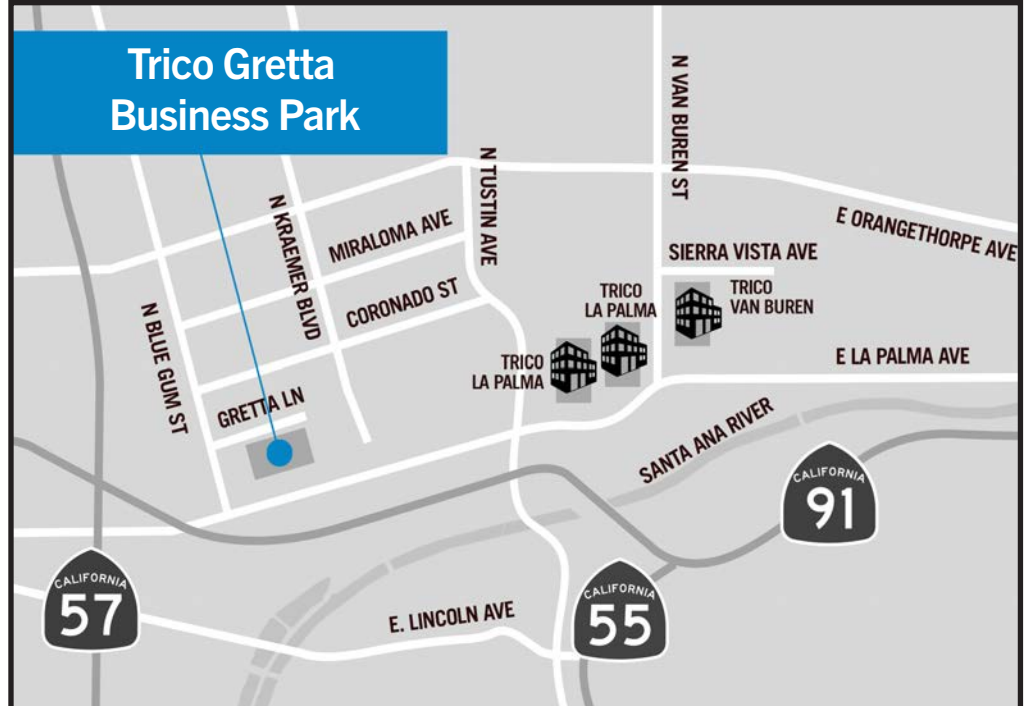 Trico Gretta
Business Park
N VAN BUREN ST
N TUSTIN AVE
N KRAEMER BLVD
MIRALOMA AVE
E ORANGETHORPE AVE
SIERRA VISTA AVE
CORONADO ST
TRICO
LA PALMA
TRICO
VAN BUREN
N BLUE GUM ST
TRICO
LA PALMA
E LA PALMA AVE
GRETTA LN
SANTA ANA RIVER
CALIFORNIA
91
CALIFORNIA
57
CALIFORNIA
55
E. LINCOLN AVE